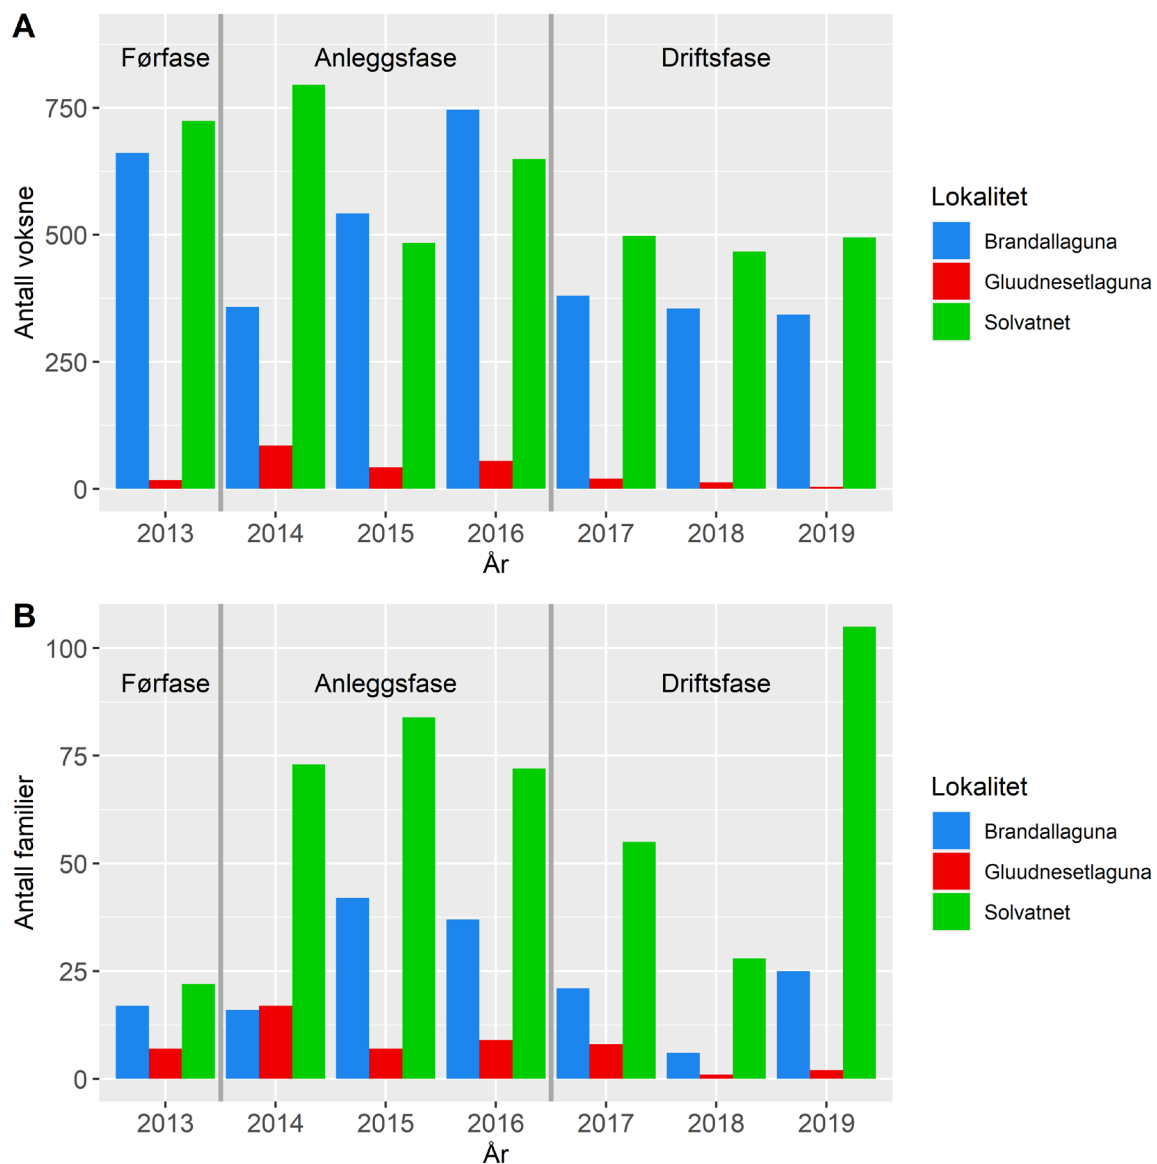 A
Førfase
Anleggsfase
Driftsfase
750
500
250
0
Antall voksne
2013
2014
2015
2016
2017
2018
2019
År
Lokalitet
Brandallaguna
Gluudnesetlaguna
Solvatnet
B
Førfase
Anleggsfase
Driftsfase
100
75
50
25
0
Antall familier
2013
2014
2015
2016
2017
2018
2019
År
Lokalitet
Brandallaguna
Gluudnesetlaguna
Solvatnet